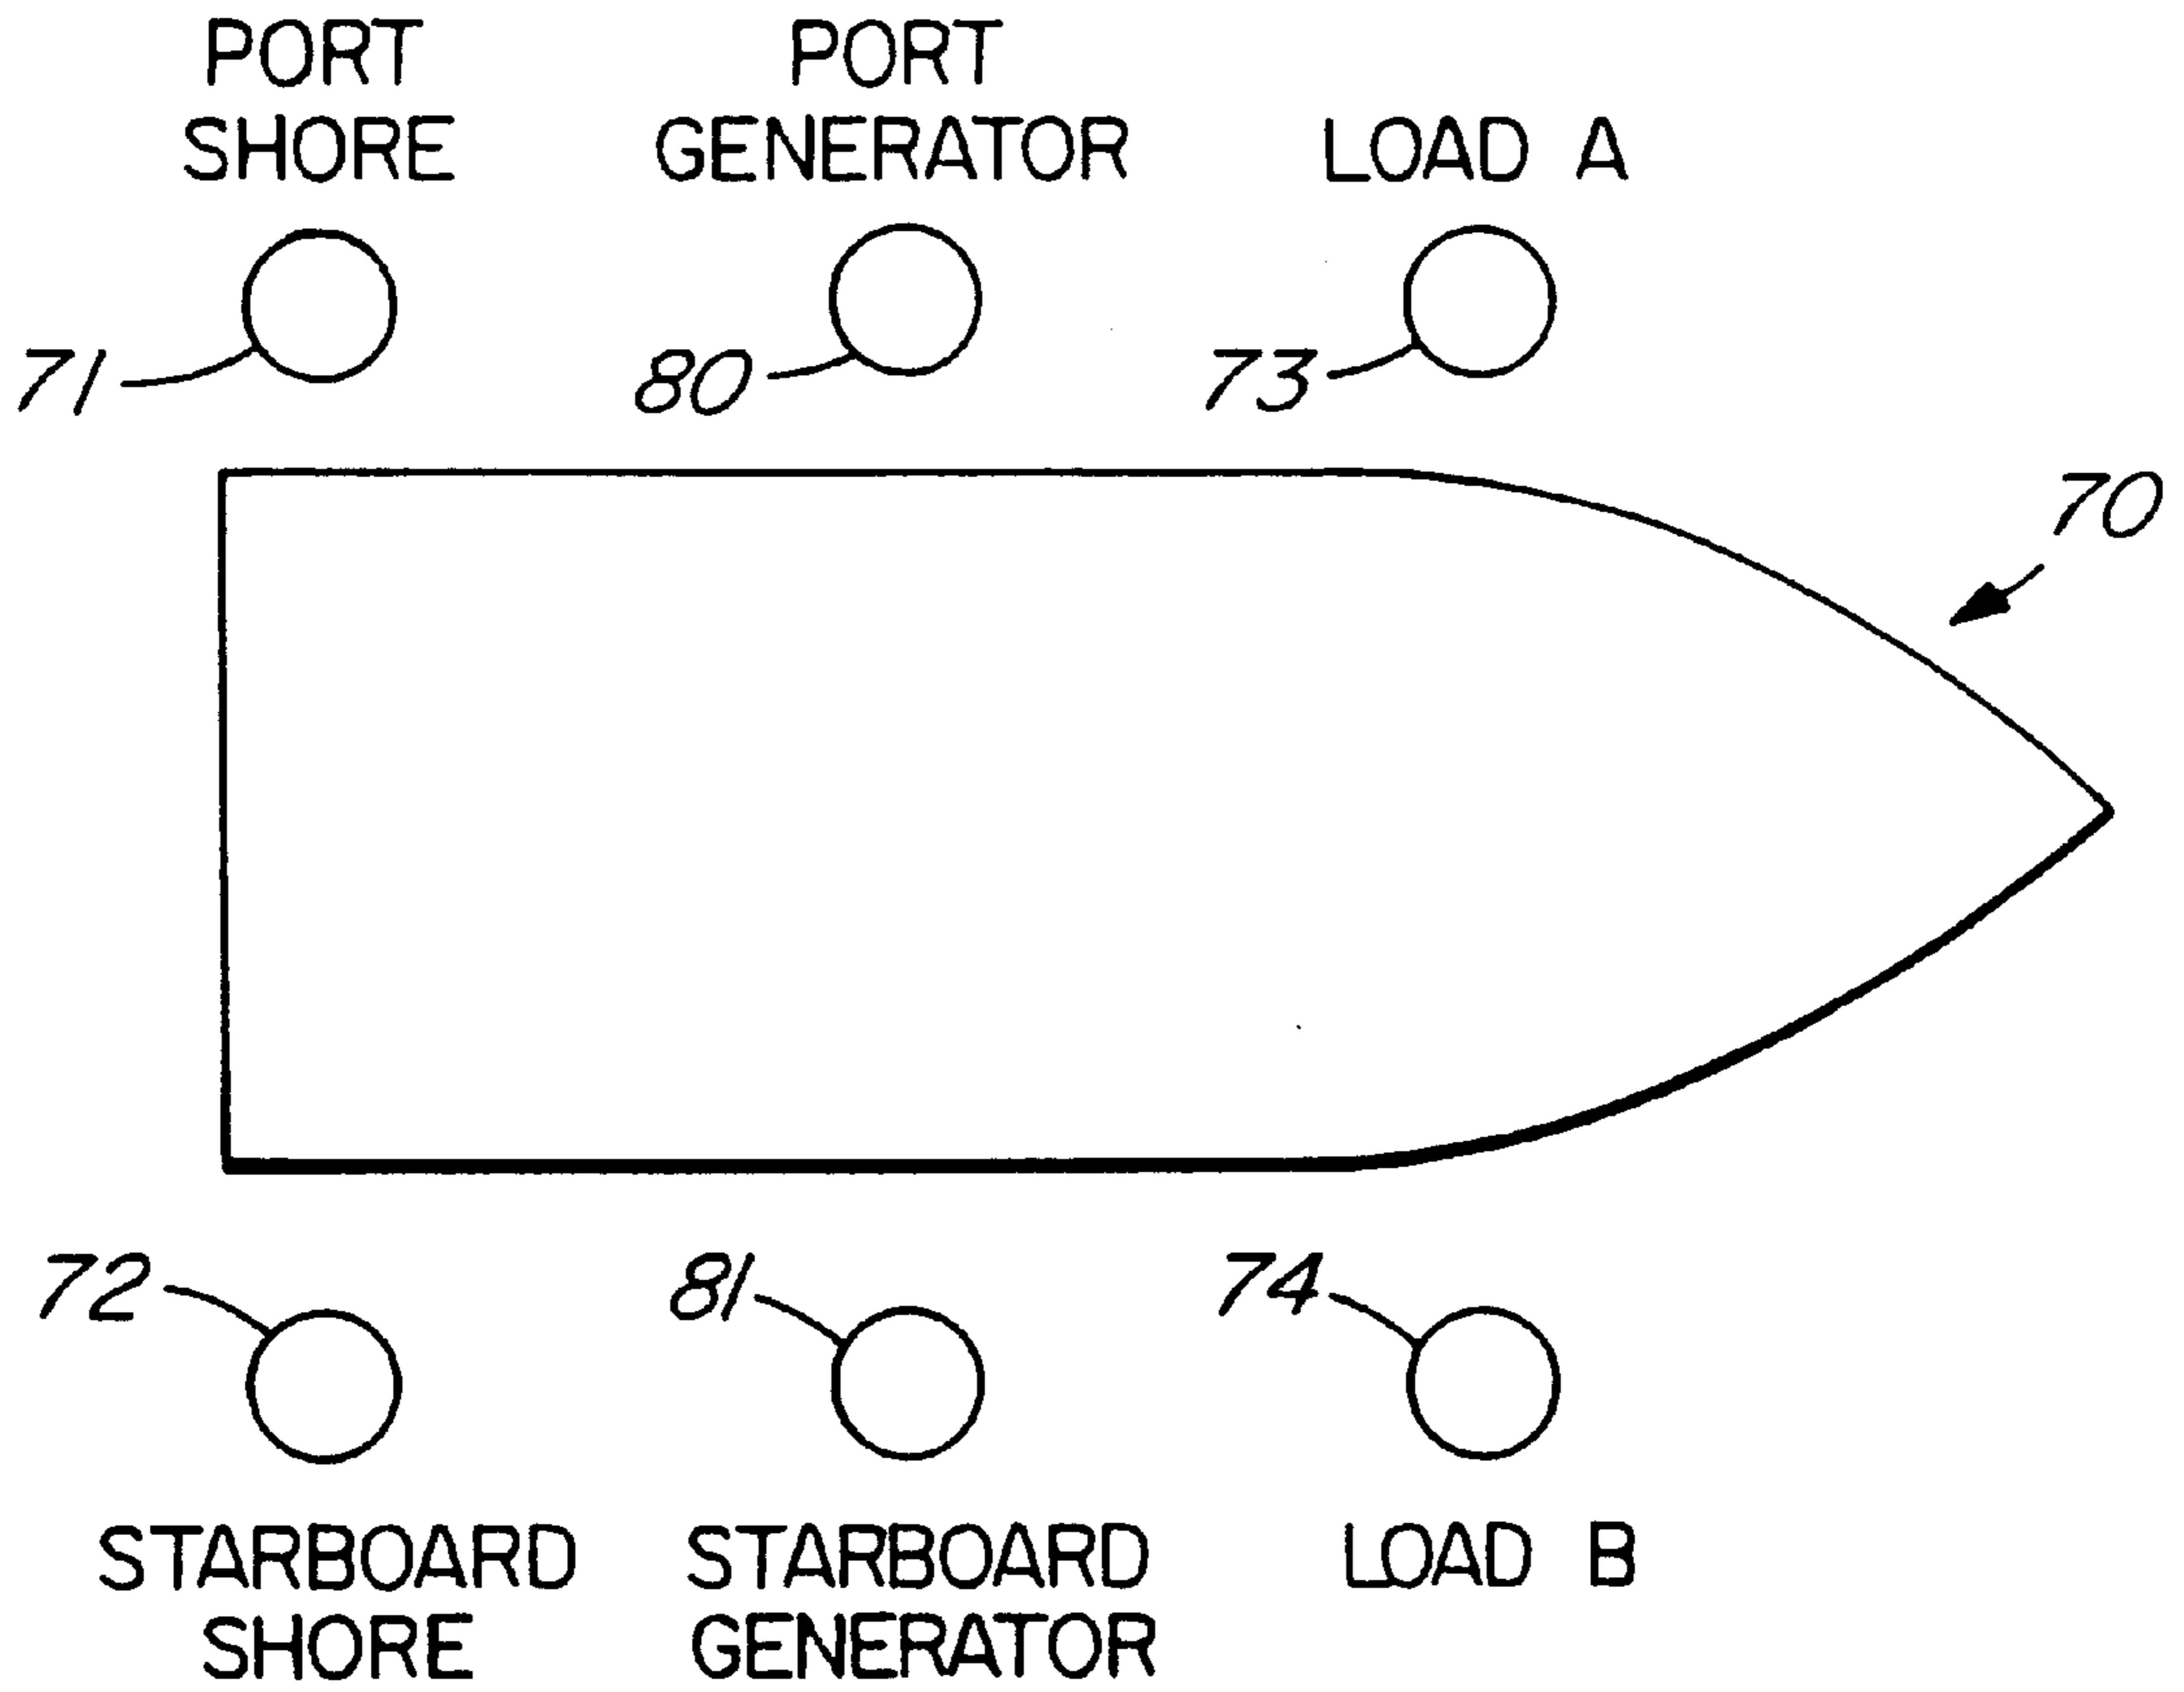 PORT
SHORE
PORT
GENERATOR
LOAD A
71
80
73
70
72
81
74
STARBOARD
SHORE
STARBOARD
GENERATOR
LOAD B